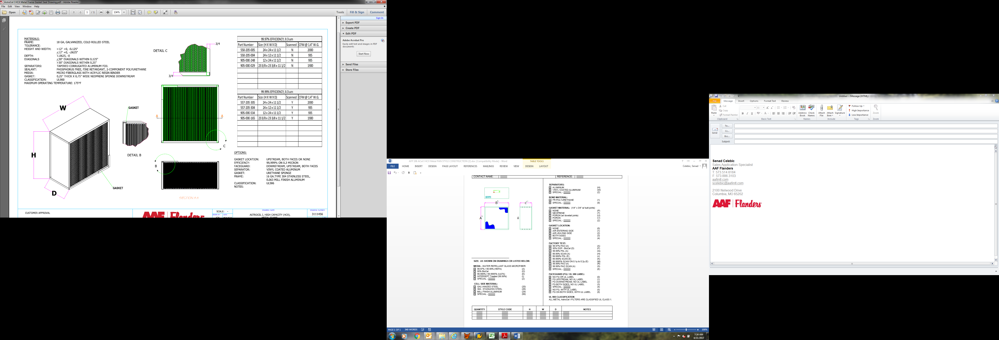 AstroCel I HCX Metal Frame Gasket Seal Drawing.pdf - Adobe Reader
File Edit View Window Help
Open 1 / 1 134% Tools Fill & Sign Comment
Sign In
Export PDF
Create PDF
Edit PDF
Adobe Acrobat Pro
Easily edit text and images in PDF
documents
Start Now
Send Files
Store Files
MATERIALS:
FRAME: 18 GA, GALVANIZED, COLD ROLLED STEEL
TOLERANCE:
HEIGHT AND WIDTH: >12" +0, -0.125"
<12" +0, -.0625"
DEPTH: +.0625, -0
DIAGONALS <30" DIAGONALS WITHIN 0.125"
>30" DIAGONALS WITHIN 0.25"
SEPARATORS: TAPERED CORRUGATED ALUMINUM FOIL
SEALANT: PHOSPHORUS FREE, FIRE RETARDANT, 2-COMPONENT POLYURETHANE
MEDIA: MICRO FIBERGLASS WITH ACRYLIC RESIN BINDER
GASKET: 0,25" THICK X 0,75" WIDE NEOPRENE SPONGE DOWNSTREAM
CLASSIFICATION: UL900
MAXIMUM OPERATING TEMPERATURE: 175°F
DETAIL C
3/4
3/4
W
H
D
GASKET
DETAIL B
GASKET
A A
C
B
SECTION A-A
99.97% EFFICIENCY, 0.3 um
Part Number Size (H X W X D) Scanned CFM @ 1.4" W.G.
550-205-005 24 x 24 x 11 1/2 N 2000
550-205-004 24 x 12 x 11 1/2 N 935
905-000-248 12 x 24 x 11 1/2 N 935
905-000-029 23 3/8 x 23 3/8 x 11 1/2 N 1900
99.99% EFFICIENCY, 0.3 um
Part Number Size (H X W X D) Scanned CFM @ 1.4" W.G.
557-205-305 24 x 24 x 11 1/2 Y 2000
557-205-304 24 x 12 x 11 1/2 Y 935
905-000-534 12 x 24 x 11 1/2 Y 935
905-000-165 23 3/8 x 23 3/8 x 11 1/2 Y 1900
OPTIONS:
GASKET LOCATION: UPSTREAM, BOTH FACES OR NONE
EFFICIENCY: 99,999% ON 0,3 MICRON
FACEGUARD: DOWNSTREAM, UPSTREAM, BOTH FACES
SEPARATOR: VINYL COATED ALUMINUM
GASKET: URETHANE SPONGE
FRAME: 16 GA.TYPE 304 STAINLESS STEEL,
0.063 MILL FINISH ALUMINUM
CLASSIFICATION: UL586
NOTES:
CUSTOMER APPROVAL
AAF Flanders
SCALE: -
DRAWN BY: DATE:
DRAWING NAME
ASTROCEL I, HIGH CAPACITY (HCX),
METAL FRAME
DRAWING NUMBER
3111456
AFP 106 ACel I HCX Metal PAN STYLE CONSTRUCTION (2).doc [Compatibility Mode] - Word
TABLE TOOLS
FILE HOME INSERT DESIGN PAGE LAYOUT REFERENCES MAILINGS REVIEW VIEW DESIGN LAYOUT
Celebic, Senad
CONTACT NAME: REFERENCE:
A B C
SIZE: AS SHOWN ON DRAWINGS OR LISTED BELOW.
MEDIA - WATER REPELLANT GLASS MICROFIBER
99.97% / 99.99% (HEPA) (A)
95% BioCel (D)
99.999% / 99.9995% (ULPA) (E)
INTERSEPT Treated (99.99%) (I)
SPECIAL - (Z)
CELL SIDE MATERIAL:
GALVANIZED STEEL (20)
304 - STAINLESS STEEL (26)
MILL FINISH ALUMINUM (29)
SPECIAL - (99)
SEPARATORS:
ALUMINUM (H)
VINYL COATED ALUMINUM (W)
SPECIAL - (Z)
BOND MATERIAL:
FR POLYURETHANE (1)
SPECIAL - (9)
GASKET MATERIAL: (1/4" x 3/4" w/ butt joints)
NONE (P)
NEOPRENE (T)
PORON (w/ dovetail joints) (U)
PORON (V)
SPECIAL - (Z)
GASKET LOCATION:
NONE (0)
AIR ENTERING SIDE (1)
AIR LEAVING SIDE (2)
BOTH SIDES (3)
SPECIAL - (4)
FACTORY TEST:
99.97% PAO (A) (A)
95% DOP - BioCel (D) (F)
99.99% PSL (A) (G)
99.99% SCAN (A) (H)
99.999% PSL (E) (J)
99.999% SCAN (E) (K)
99.9995% SCAN ON 0.1µ to 0.2µ (E) (M)
99.99% PAO (A) (R)
99.99% PAO SCAN (A) (S)
SPECIAL - (E)
FACEGUARD (FG) / UL 586 LABEL:
NO FG OR UL LABEL (0)
FG UPSTREAM, NO UL LABEL (1)
FG DOWNSTREAM, NO UL LABEL (2)
FG BOTH SIDES, NO UL LABEL (3)
SPECIAL - (4)
NO FG, WITH UL LABEL (5)
FG ON BOTH SIDES, WITH UL LABEL (8)
UL 900 CLASSIFICATION
ALL METAL AstroCel I FILTERS ARE CLASSIFIED UL CLASS 1.
QUANTITY STYLE CODE H W D NOTES
PAGE 1 OF 1 340 WORDS 100%
7:34 AM
4/21/2017
Untitled - Message (HTML)
File Message Insert Options Format Text Review
Paste
Cut
Copy
Format Painter
Clipboard
11
B I U
Basic Text
Address Book
Check Names
Names
Attach File
Attach Item
Signature
Include
Follow Up
High Importance
Low Importance
Tags
Zoom
Zoom
Send
To...
Cc...
Bcc...
Subject:
Senad Celebic
Sales Application Specialist
AAF Flanders
T: 573.514.6184
F: 573.886.3103
aafintl.com
scelebic@aafintl.com
2100 Nelwood Drive
Columbia, MO 65202
AAF Flanders